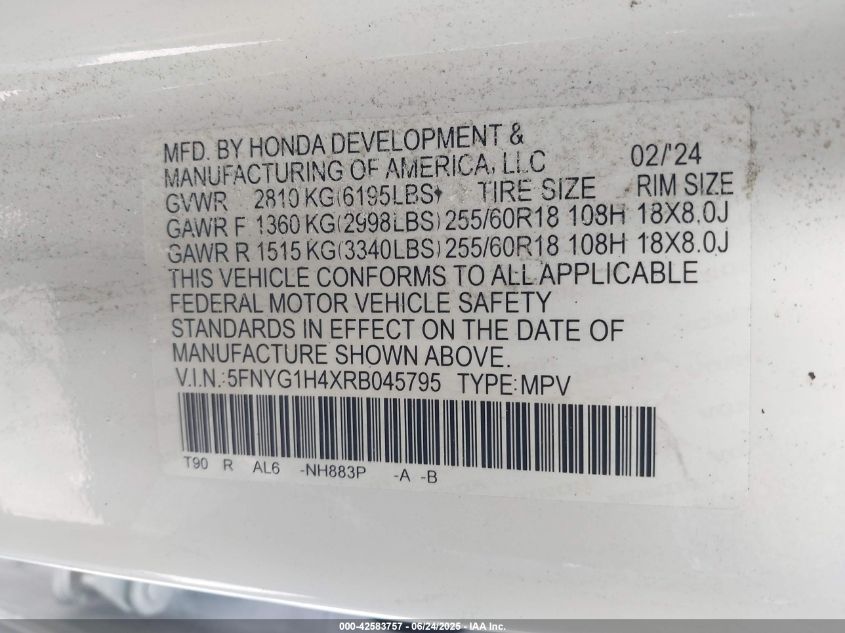 MFD. BY HONDA DEVELOPMENT &
MANUFACTURING OF AMERICA, LLC 02/'24
GVWR 2810 KG(6195LBS) TIRE SIZE RIM SIZE
GAWR F 1360 KG(2998LBS) 255/60R18 108H 18X8.0J
GAWR R 1515 KG(3340LBS) 255/60R18 108H 18X8.0J
THIS VEHICLE CONFORMS TO ALL APPLICABLE
FEDERAL MOTOR VEHICLE SAFETY
STANDARDS IN EFFECT ON THE DATE OF
MANUFACTURE SHOWN ABOVE.
V.I.N.:5FNYG1H4XRB045795 TYPE:MPV
T90 R AL6 -NH883P -A -B
000-42583757 - 06/24/2025 - IAA Inc.